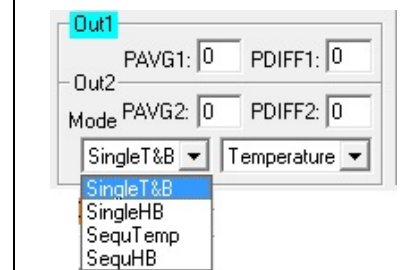 Out1
PAVG1: 0 PDIFF1: 0
Out2
Mode PAVG2: 0 PDIFF2: 0
SingleT&B Temperature
SingleT&B
SingleHB
SequTemp
SequHB